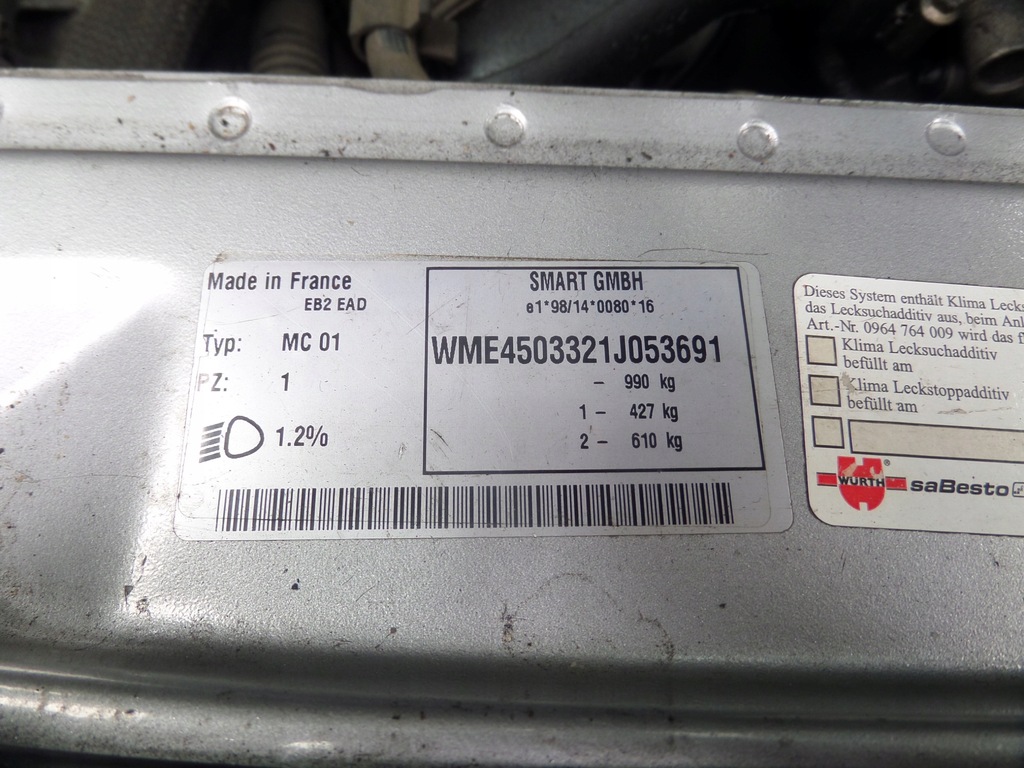 Made in France
EB2 EAD
Typ: MC 01
PZ: 1
1.2%
SMART GMBH
e1*98/14*0080*16
WME4503321J053691
- 990 kg
1 - 427 kg
2 - 610 kg
Dieses System enthält Klima Lecks
das Lecksuchadditiv aus, beim Anl
Art.-Nr. 0964 764 009 wird das f
Klima Lecksuchadditiv
befüllt am
Klima Leckstoppadditiv
befüllt am
WÜRTH®
saBesto